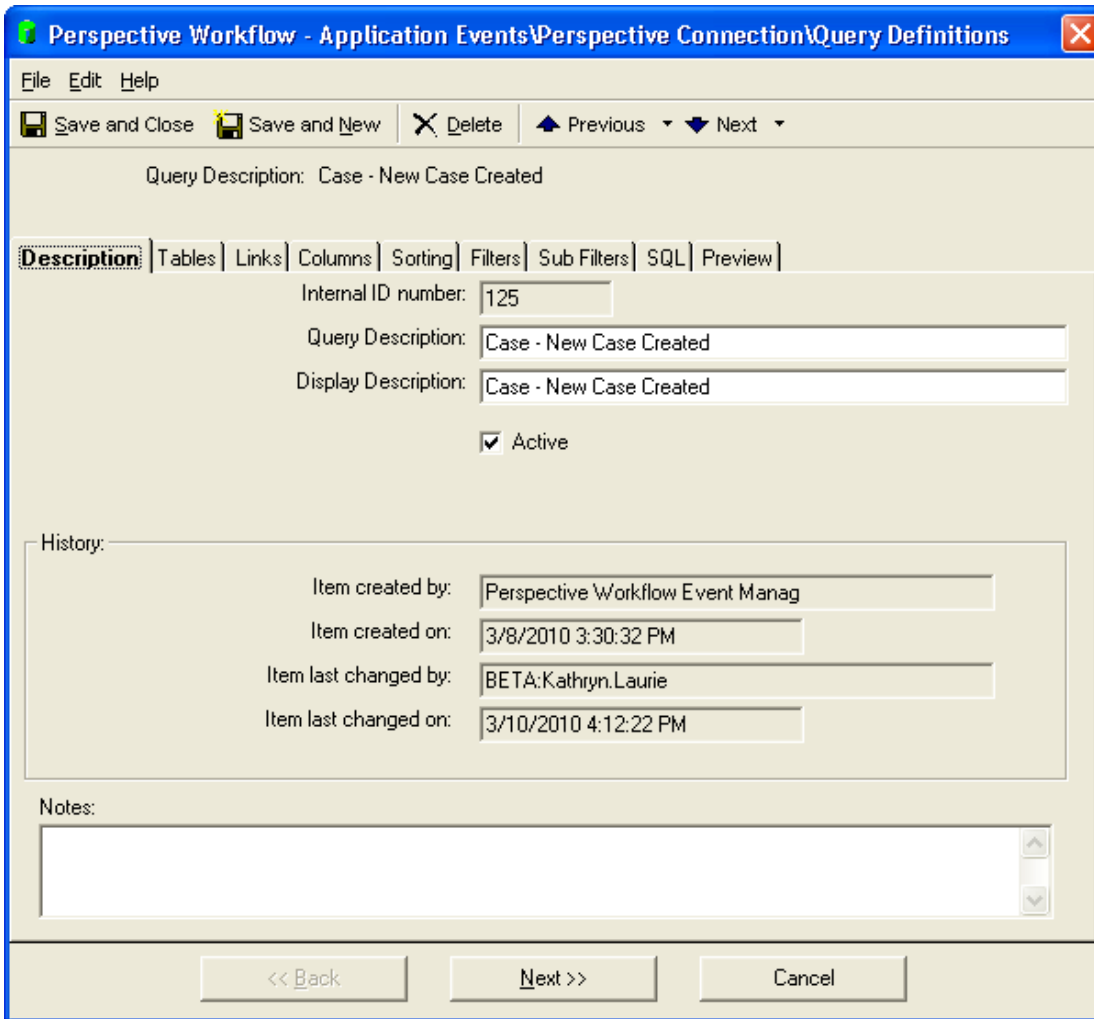 Perspective Workflow - Application Events\Perspective Connection\Query Definitions
File Edit Help
Save and Close Save and New Delete Previous Next
Query Description: Case - New Case Created
Description Tables Links Columns Sorting Filters Sub Filters SQL Preview
Internal ID number: 125
Query Description: Case - New Case Created
Display Description: Case - New Case Created
Active
History:
Item created by: Perspective Workflow Event Manag
Item created on: 3/8/2010 3:30:32 PM
Item last changed by: BETA:Kathryn.Laurie
Item last changed on: 3/10/2010 4:12:22 PM
Notes:
<< Back Next >> Cancel